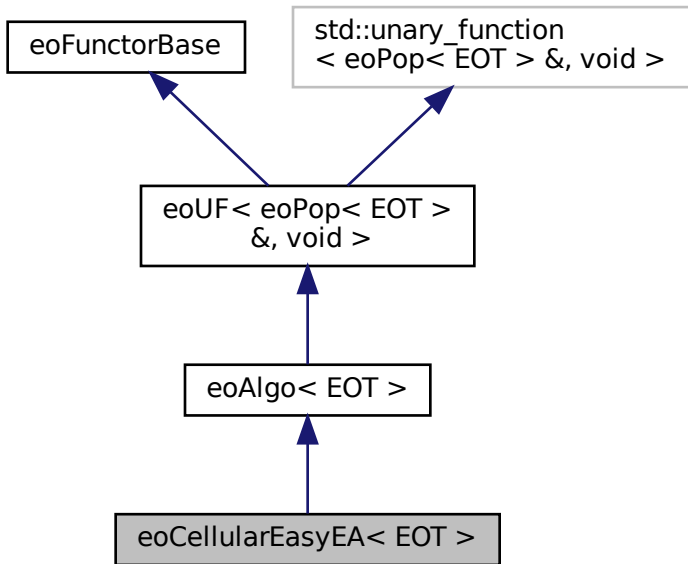 eoFunctorBase
std::unary_function
< eoPop< EOT > &, void >
eoUF< eoPop< EOT >
&, void >
eoAlgo< EOT >
eoCellularEasyEA< EOT >